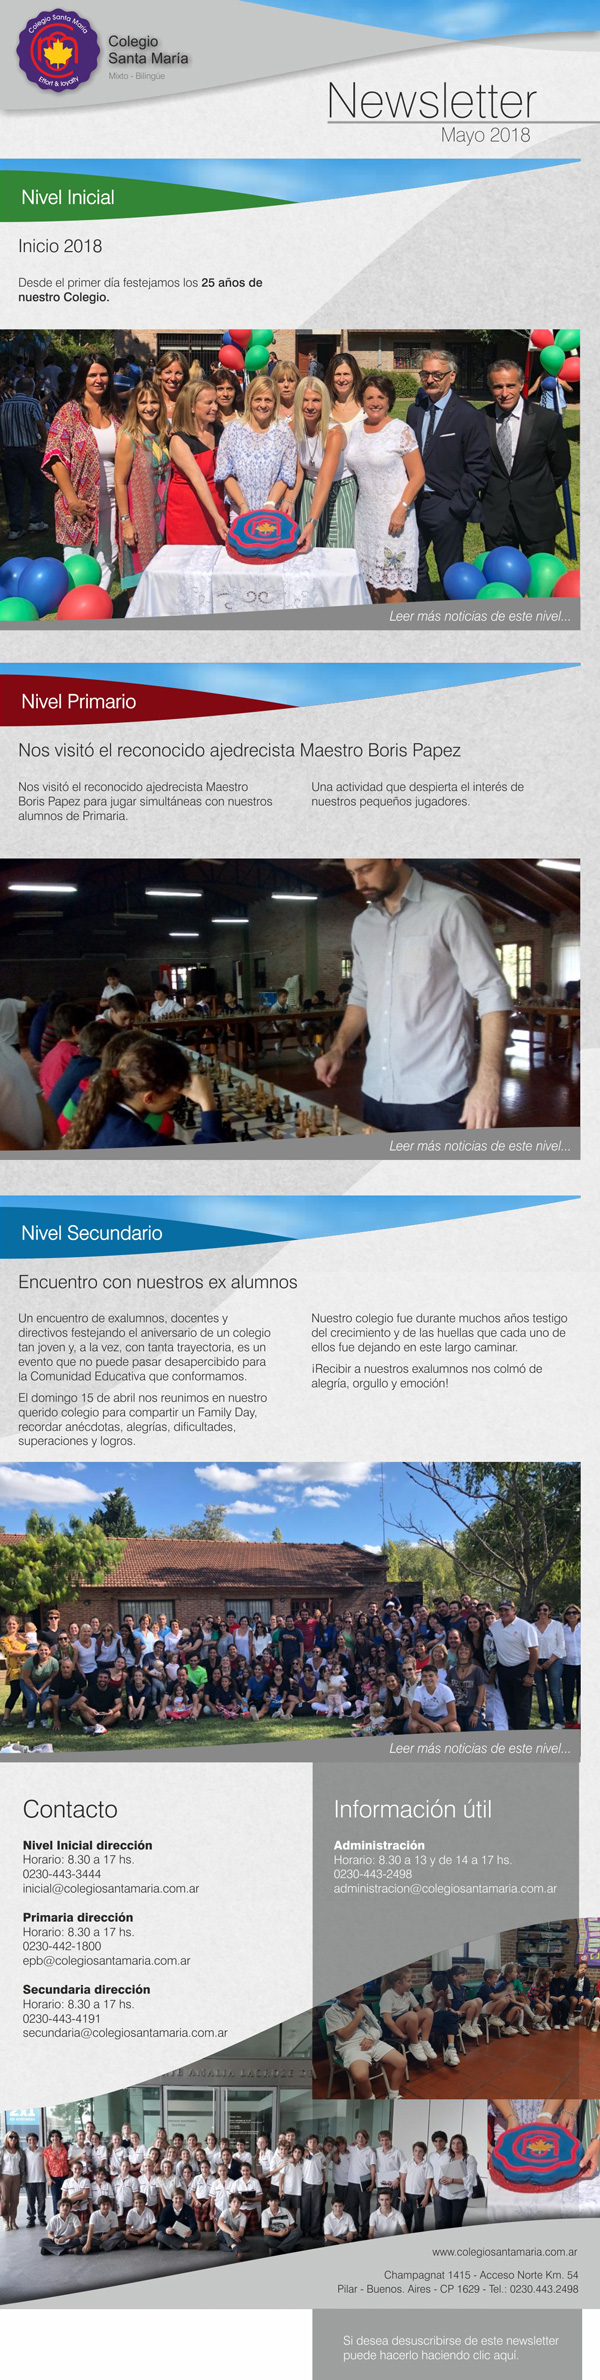 Colegio Santa María
Effort & loyalty
Colegio
Santa María
Mixto - Bilingüe
Newsletter
Mayo 2018
Nivel Inicial
Inicio 2018
Desde el primer día festejamos los 25 años de
nuestro Colegio.
Leer más noticias de este nivel...
Nivel Primario
Nos visitó el reconocido ajedrecista Maestro Boris Papez
Nos visitó el reconocido ajedrecista Maestro
Boris Papez para jugar simultáneas con nuestros
alumnos de Primaria.
Una actividad que despierta el interés de
nuestros pequeños jugadores.
Leer más noticias de este nivel...
Nivel Secundario
Encuentro con nuestros ex alumnos
Un encuentro de exalumnos, docentes y
directivos festejando el aniversario de un colegio
tan joven y, a la vez, con tanta trayectoria, es un
evento que no puede pasar desapercibido para
la Comunidad Educativa que conformamos.
El domingo 15 de abril nos reunimos en nuestro
querido colegio para compartir un Family Day,
recordar anécdotas, alegrías, dificultades,
superaciones y logros.
Nuestro colegio fue durante muchos años testigo
del crecimiento y de las huellas que cada uno de
ellos fue dejando en este largo caminar.
¡Recibir a nuestros exalumnos nos colmó de
alegría, orgullo y emoción!
Leer más noticias de este nivel...
Contacto
Nivel Inicial dirección
Horario: 8.30 a 17 hs.
0230-443-3444
inicial@colegiosantamaria.com.ar
Primaria dirección
Horario: 8.30 a 17 hs.
0230-442-1800
epb@colegiosantamaria.com.ar
Secundaria dirección
Horario: 8.30 a 17 hs.
0230-443-4191
secundaria@colegiosantamaria.com.ar
Información útil
Administración
Horario: 8.30 a 13 y de 14 a 17 hs.
0230-443-2498
administracion@colegiosantamaria.com.ar
AMALIA LACROZE DE
2x1
www.colegiosantamaria.com.ar
Champagnat 1415 - Acceso Norte Km. 54
Pilar - Buenos. Aires - CP 1629 - Tel.: 0230.443.2498
Si desea desuscribirse de este newsletter
puede hacerlo haciendo clic aquí.